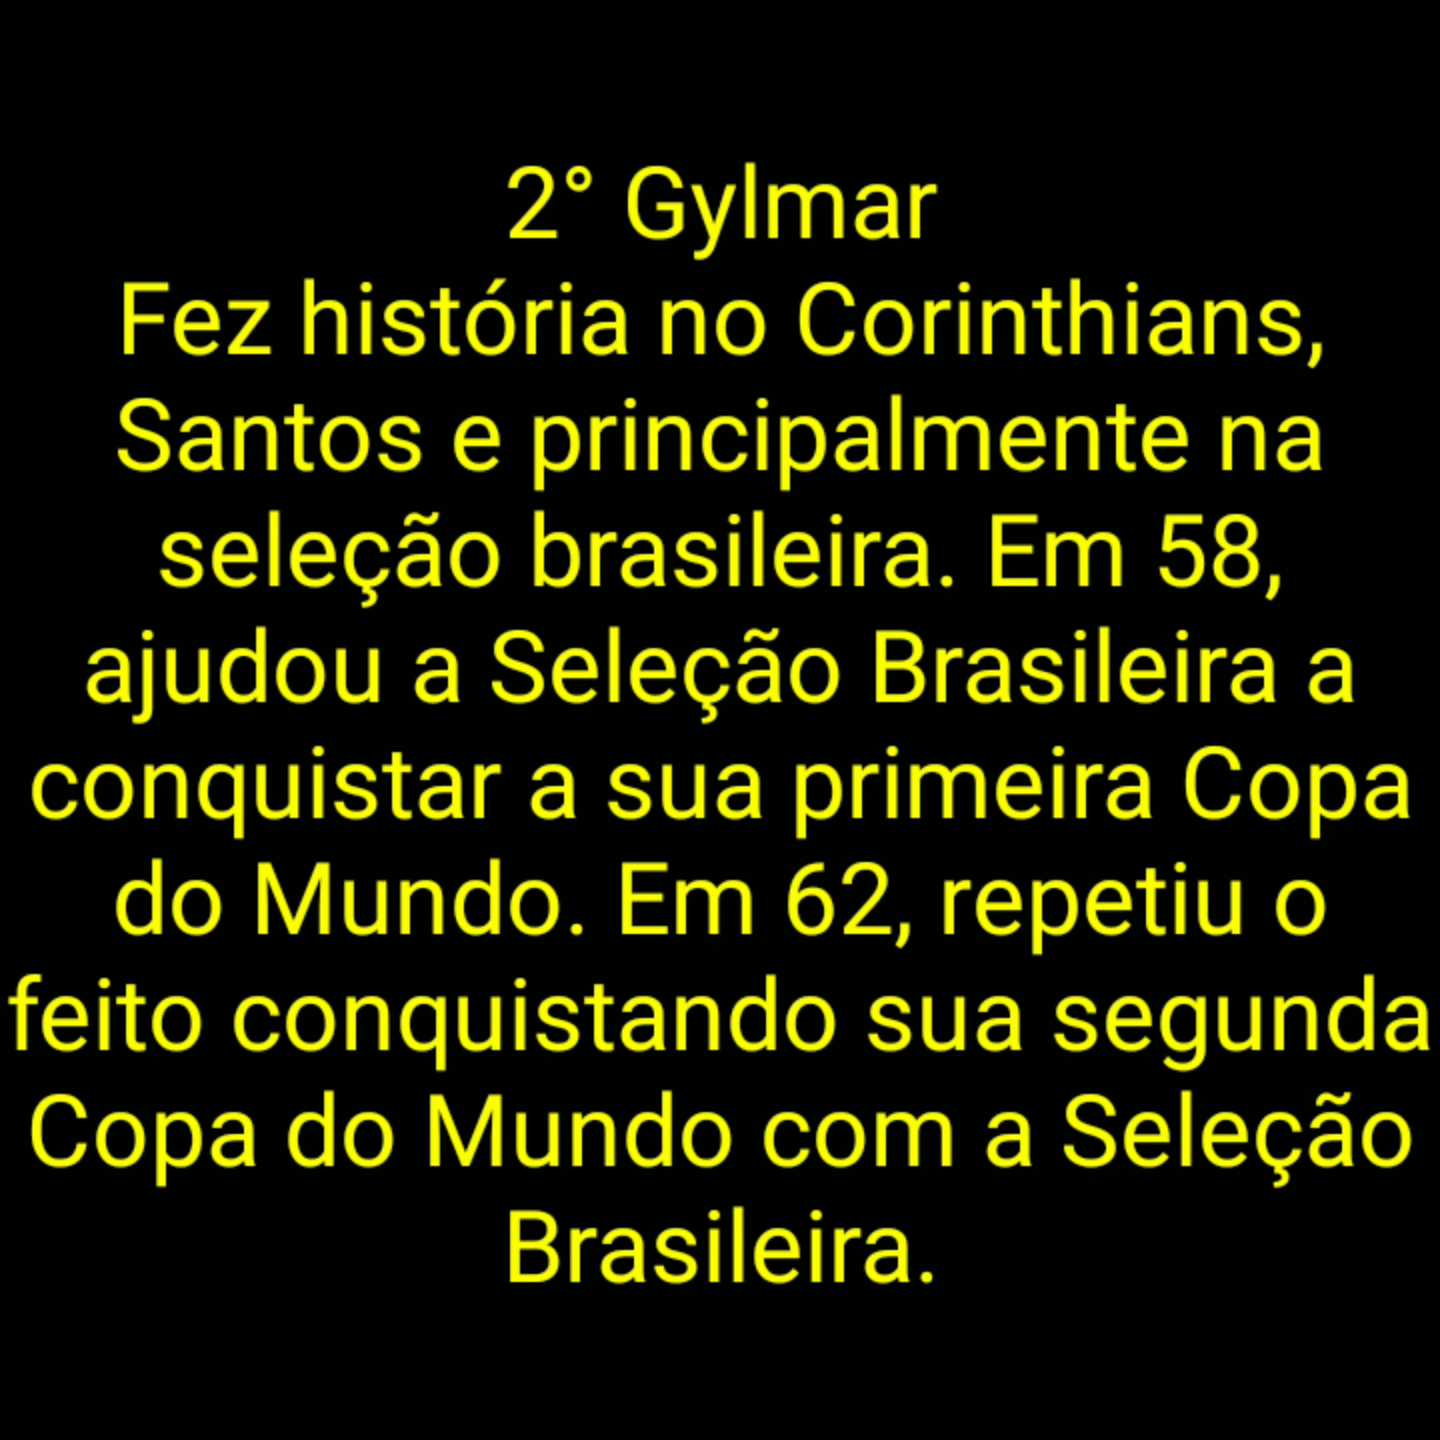 2° Gylmar
Fez história no Corinthians,
Santos e principalmente na
seleção brasileira. Em 58,
ajudou a Seleção Brasileira a
conquistar a sua primeira Copa
do Mundo. Em 62, repetiu o
feito conquistando sua segunda
Copa do Mundo com a Seleção
Brasileira.